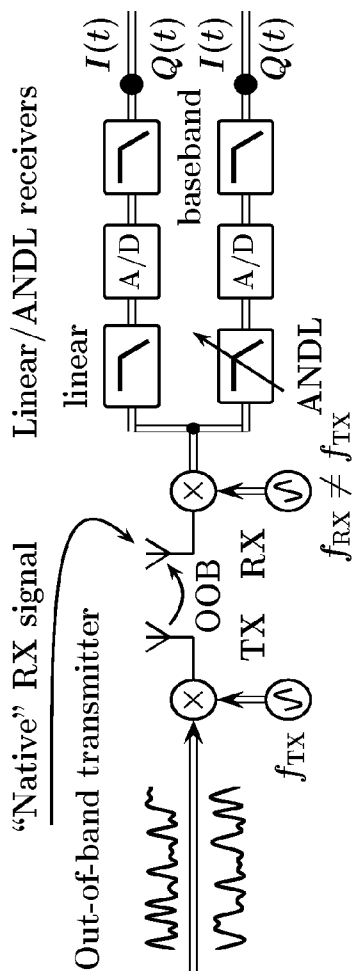 “Native” RX signal
Linear/ANDL receivers
Out-of-band transmitter
linear
baseband
A/D
I(t)
Q(t)
A/D
I(t)
Q(t)
ANDL
OOB
TX RX
f_TX
f_RX ≠ f_TX